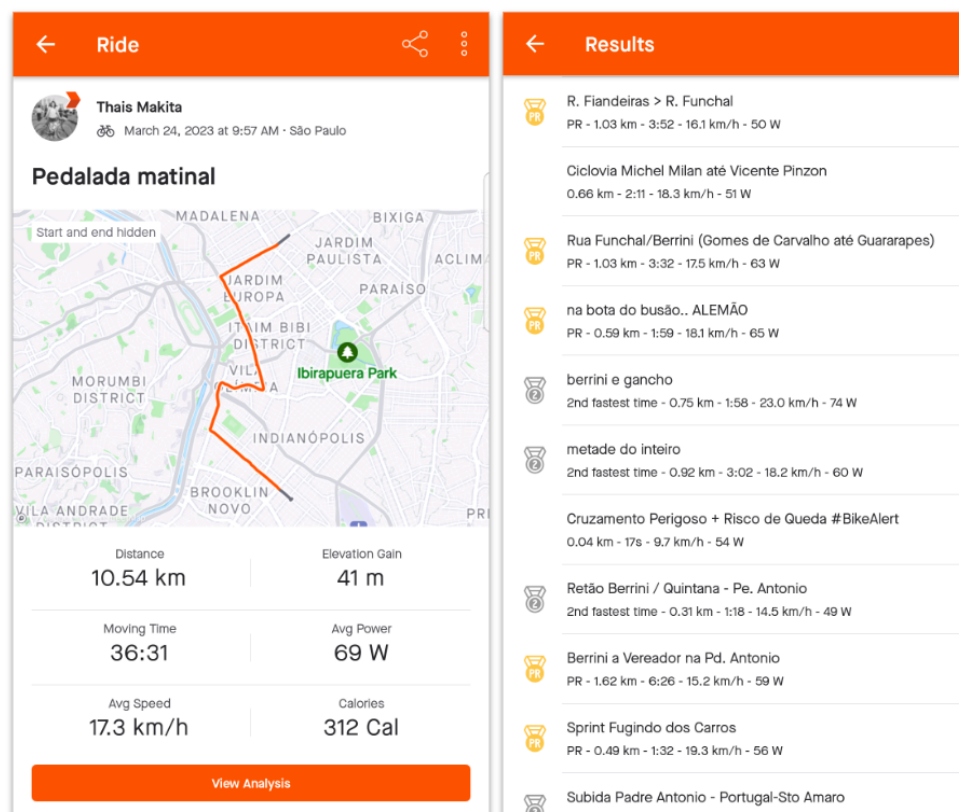 Ride
Thais Makita
March 24, 2023 at 9:57 AM · São Paulo
Pedalada matinal
Start and end hidden
MADALENA
BIXIGA
JARDIM
PAULISTA
ACLIM
JARDIM
EUROPA
PARAÍSO
ITAIM BIBI
DISTRICT
Ibirapuera Park
MORUMBI
DISTRICT
VILA
OLÍMPIA
INDIANÓPOLIS
PARAISÓPOLIS
BROOKLIN
NOVO
VILA ANDRADE
DISTRICT
PRI
Distance
10.54 km
Elevation Gain
41 m
Moving Time
36:31
Avg Power
69 W
Avg Speed
17.3 km/h
Calories
312 Cal
View Analysis
Results
PR
R. Fiandeiras > R. Funchal
PR - 1.03 km - 3:52 - 16.1 km/h - 50 W
Ciclovia Michel Milan até Vicente Pinzon
0.66 km - 2:11 - 18.3 km/h - 51 W
PR
Rua Funchal/Berrini (Gomes de Carvalho até Guararapes)
PR - 1.03 km - 3:32 - 17.5 km/h - 63 W
PR
na bota do busão.. ALEMÃO
PR - 0.59 km - 1:59 - 18.1 km/h - 65 W
2
berrini e gancho
2nd fastest time - 0.75 km - 1:58 - 23.0 km/h - 74 W
2
metade do inteiro
2nd fastest time - 0.92 km - 3:02 - 18.2 km/h - 60 W
Cruzamento Perigoso + Risco de Queda #BikeAlert
0.04 km - 17s - 9.7 km/h - 54 W
2
Retão Berrini / Quintana - Pe. Antonio
2nd fastest time - 0.31 km - 1:18 - 14.5 km/h - 49 W
PR
Berrini a Vereador na Pd. Antonio
PR - 1.62 km - 6:26 - 15.2 km/h - 59 W
PR
Sprint Fugindo dos Carros
PR - 0.49 km - 1:32 - 19.3 km/h - 56 W
Subida Padre Antonio - Portugal-Sto Amaro